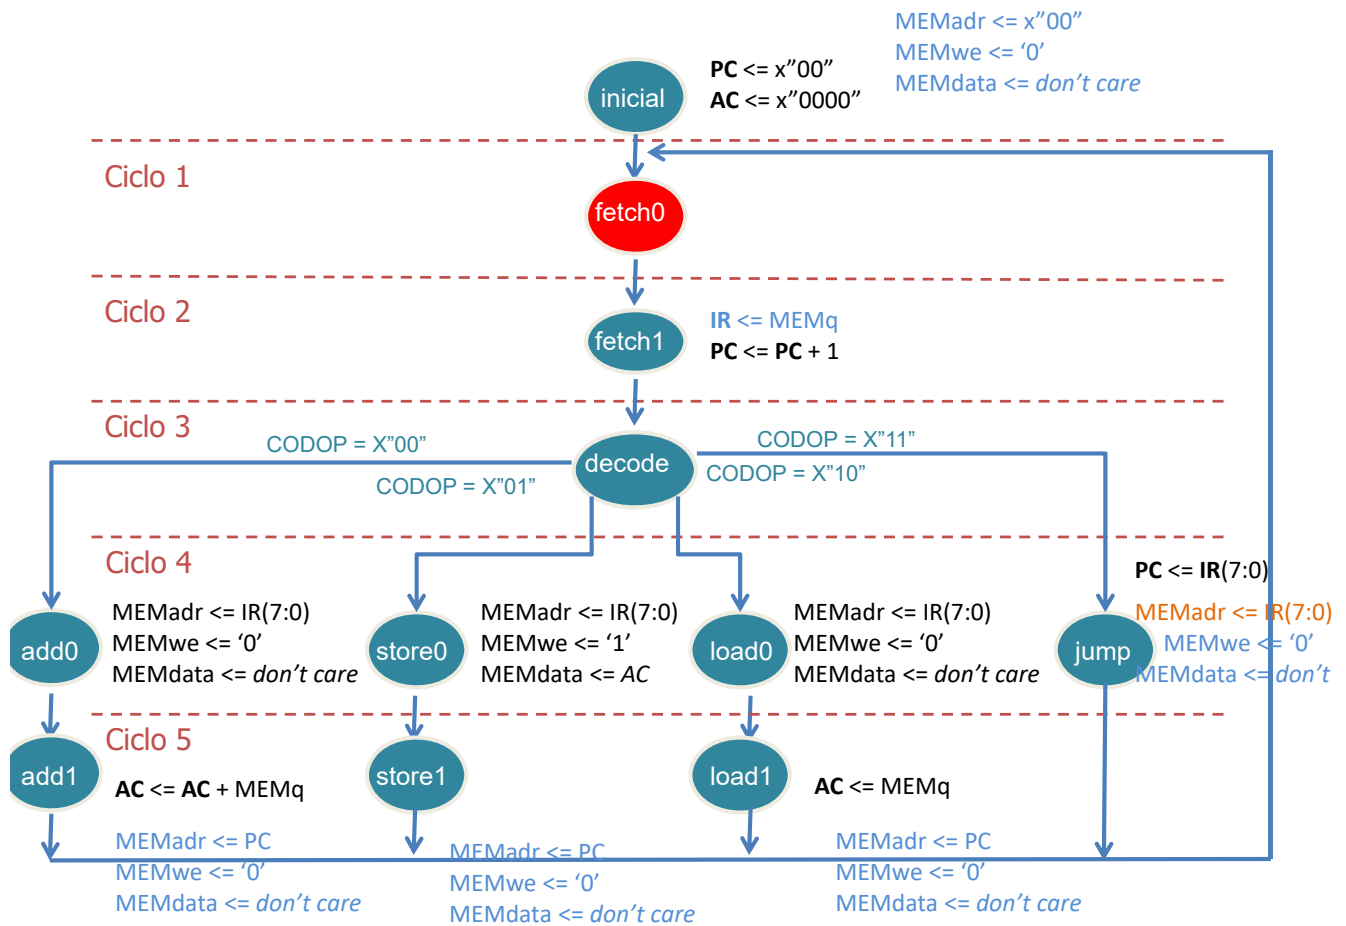 MEMadr <= x”00”
MEMwe <= ‘0’
MEMdata <= don’t care
PC <= x”00”
AC <= x”0000”
inicial
Ciclo 1
fetch0
Ciclo 2
fetch1
IR <= MEMq
PC <= PC + 1
Ciclo 3
CODOP = X”00”
CODOP = X”01”
decode
CODOP = X”11”
CODOP = X”10”
Ciclo 4
add0
MEMadr <= IR(7:0)
MEMwe <= ‘0’
MEMdata <= don’t care
store0
MEMadr <= IR(7:0)
MEMwe <= ‘1’
MEMdata <= AC
load0
MEMadr <= IR(7:0)
MEMwe <= ‘0’
MEMdata <= don’t care
PC <= IR(7:0)
jump
MEMadr <= IR(7:0)
MEMwe <= ‘0’
MEMdata <= don’t
Ciclo 5
add1
AC <= AC + MEMq
store1
load1
AC <= MEMq
MEMadr <= PC
MEMwe <= ‘0’
MEMdata <= don’t care
MEMadr <= PC
MEMwe <= ‘0’
MEMdata <= don’t care
MEMadr <= PC
MEMwe <= ‘0’
MEMdata <= don’t care